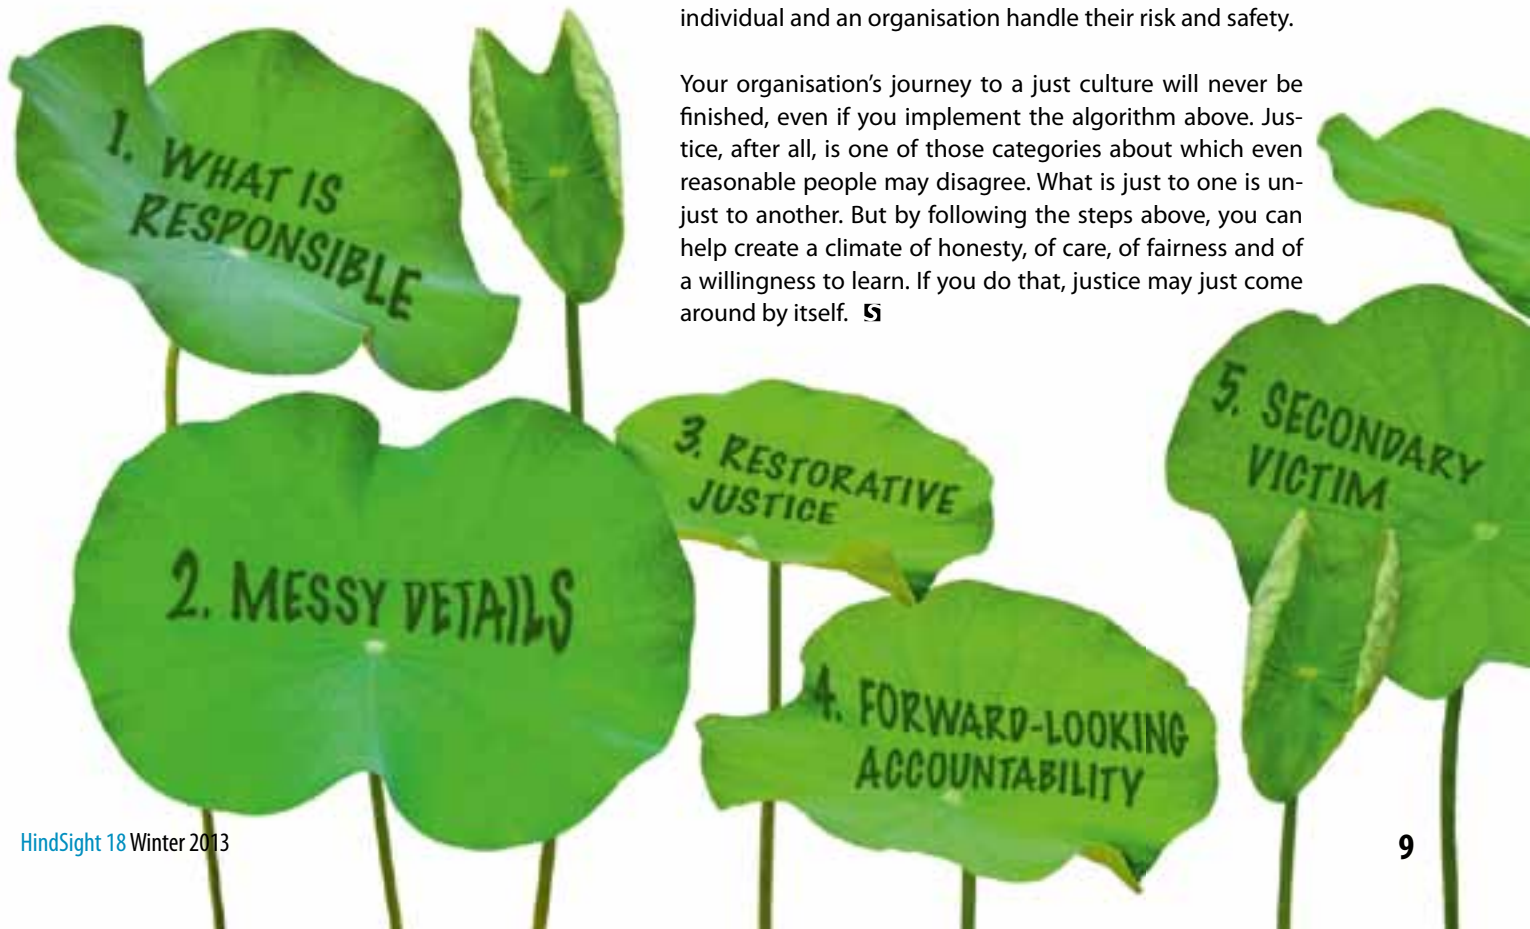 individual and an organisation handle their risk and safety.
Your organisation’s journey to a just culture will never be
finished, even if you implement the algorithm above. Jus-
tice, after all, is one of those categories about which even
reasonable people may disagree. What is just to one is un-
just to another. But by following the steps above, you can
help create a climate of honesty, of care, of fairness and of
a willingness to learn. If you do that, justice may just come
around by itself.
1. WHAT IS
RESPONSIBLE
2. MESSY DETAILS
3. RESTORATIVE
JUSTICE
4. FORWARD-LOOKING
ACCOUNTABILITY
5. SECONDARY
VICTIM
HindSight 18 Winter 2013
9